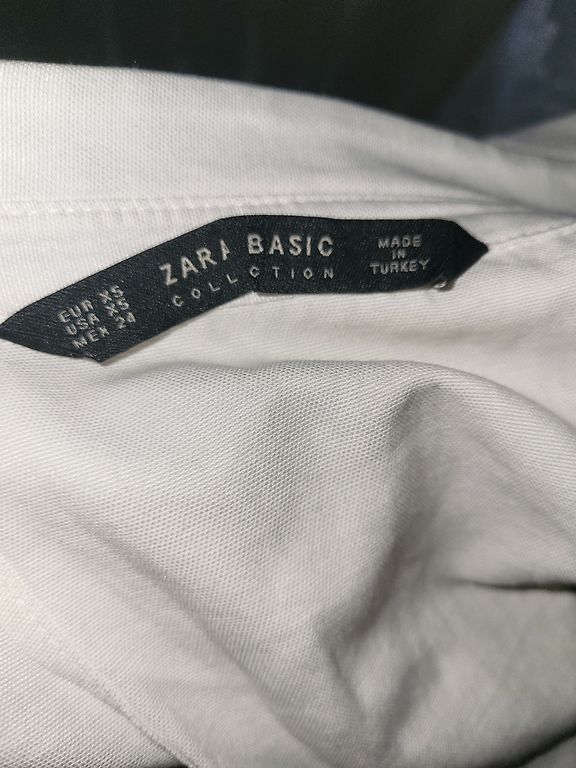 EUR XS
USA XS
MEX 24
ZARA BASIC
COLLECTION
MADE
IN
TURKEY